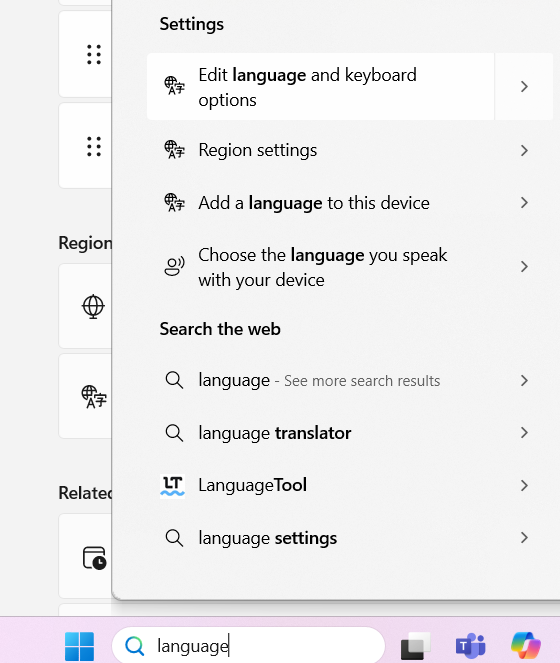 Settings
Edit language and keyboard
options
Region settings
Add a language to this device
Choose the language you speak
with your device
Search the web
language - See more search results
language translator
LT
LanguageTool
language settings
Region
Related
language